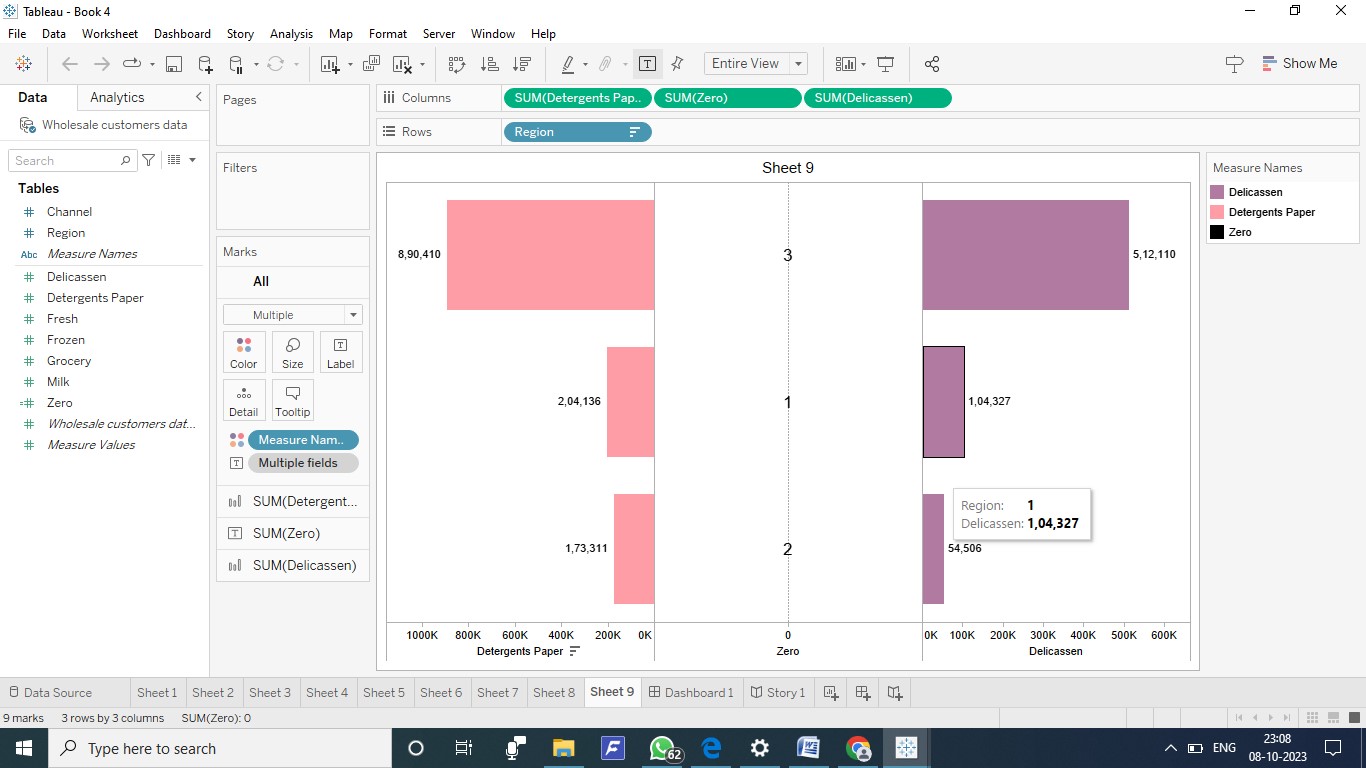 Tableau - Book 4
File Data Worksheet Dashboard Story Analysis Map Format Server Window Help
Entire View
Show Me
Data Analytics
Wholesale customers data
Search
Tables
Channel
Region
Abc Measure Names
Delicassen
Detergents Paper
Fresh
Frozen
Grocery
Milk
Zero
Wholesale customers dat...
Measure Values
Pages
Filters
Marks
All
Multiple
Color Size Label
Detail Tooltip
Measure Nam..
Multiple fields
SUM(Detergent...
SUM(Zero)
SUM(Delicassen)
Columns SUM(Detergents Pap.. SUM(Zero) SUM(Delicassen)
Rows Region
Sheet 9
8,90,410 3 5,12,110
2,04,136 1 1,04,327
1,73,311 2 54,506
Region: 1
Delicassen: 1,04,327
1000K 800K 600K 400K 200K 0K 0 0K 100K 200K 300K 400K 500K 600K
Detergents Paper Zero Delicassen
Measure Names
Delicassen
Detergents Paper
Zero
Data Source Sheet 1 Sheet 2 Sheet 3 Sheet 4 Sheet 5 Sheet 6 Sheet 7 Sheet 8 Sheet 9 Dashboard 1 Story 1
9 marks 3 rows by 3 columns SUM(Zero): 0
Type here to search
62
ENG
23:08
08-10-2023